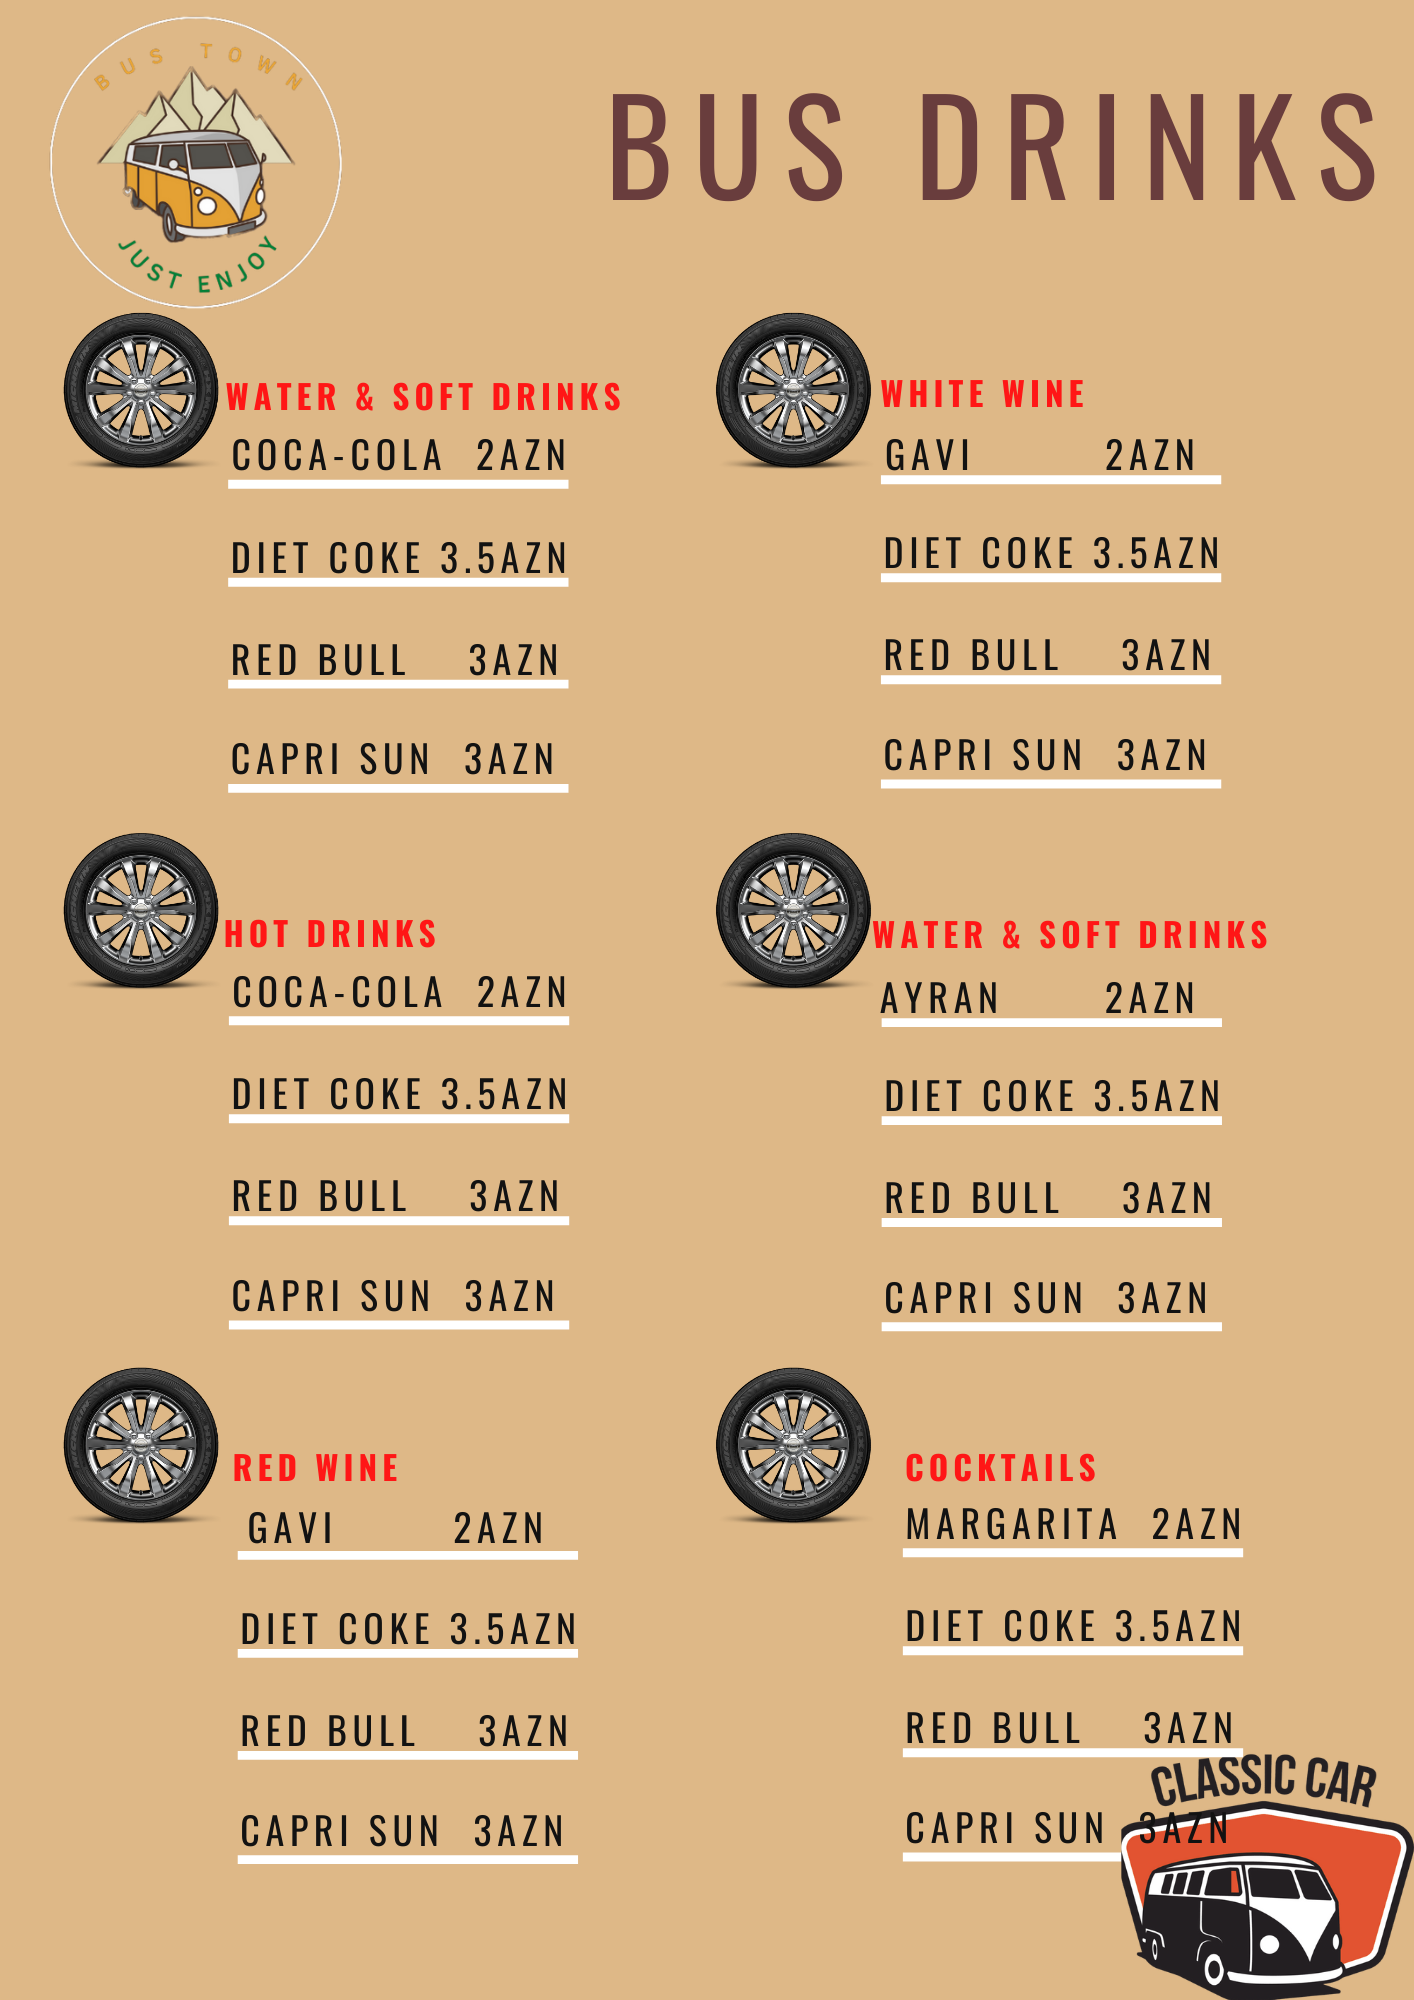 BUS TOWN
JUST ENJOY
BUS DRINKS
WATER & SOFT DRINKS
COCA-COLA 2AZN
DIET COKE 3.5AZN
RED BULL 3AZN
CAPRI SUN 3AZN
WHITE WINE
GAVI 2AZN
DIET COKE 3.5AZN
RED BULL 3AZN
CAPRI SUN 3AZN
HOT DRINKS
COCA-COLA 2AZN
DIET COKE 3.5AZN
RED BULL 3AZN
CAPRI SUN 3AZN
WATER & SOFT DRINKS
AYRAN 2AZN
DIET COKE 3.5AZN
RED BULL 3AZN
CAPRI SUN 3AZN
RED WINE
GAVI 2AZN
DIET COKE 3.5AZN
RED BULL 3AZN
CAPRI SUN 3AZN
COCKTAILS
MARGARITA 2AZN
DIET COKE 3.5AZN
RED BULL 3AZN
CAPRI SUN 3AZN
CLASSIC CAR